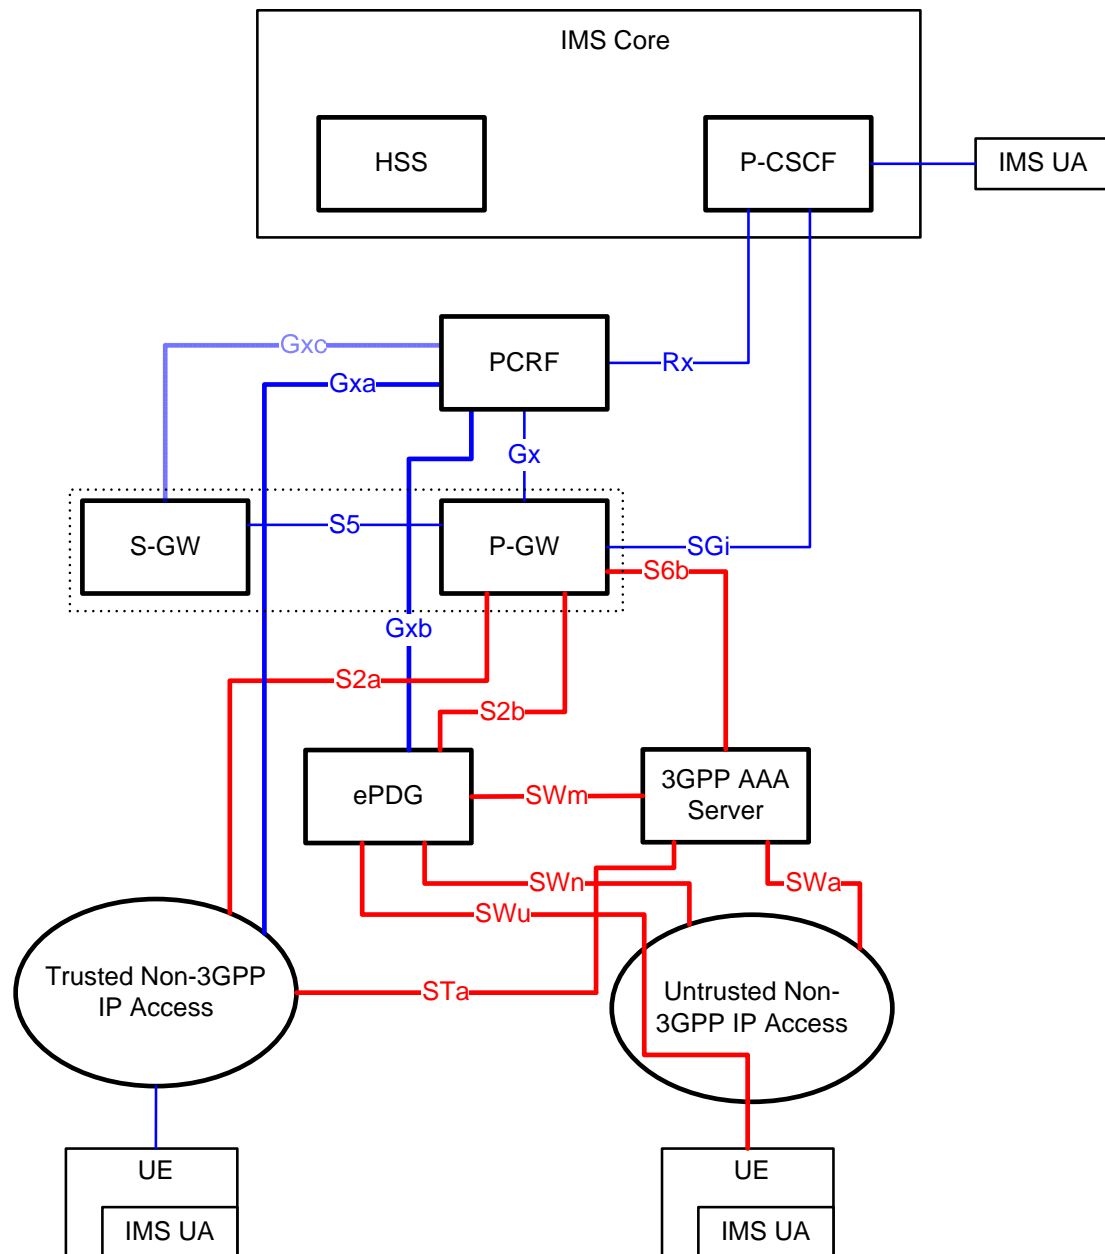 IMS Core
HSS
P-CSCF
IMS UA
Gxc
PCRF
Rx
Gxa
Gx
S-GW
S5
P-GW
SGi
S6b
Gxb
S2a
S2b
ePDG
SWm
3GPP AAA
Server
SWn
SWa
SWu
Trusted Non-3GPP
IP Access
STa
Untrusted Non-
3GPP IP Access
UE
IMS UA
UE
IMS UA